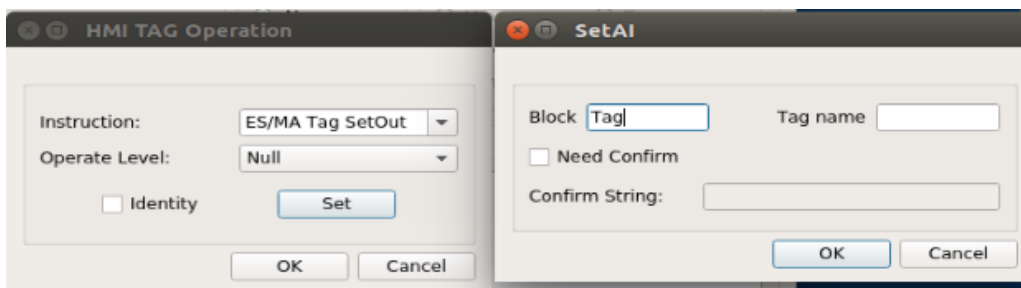 HMI TAG Operation
Instruction: ES/MA Tag SetOut
Operate Level: Null
Identity Set
OK Cancel
SetAI
Block Tag Tag name
Need Confirm
Confirm String:
OK Cancel